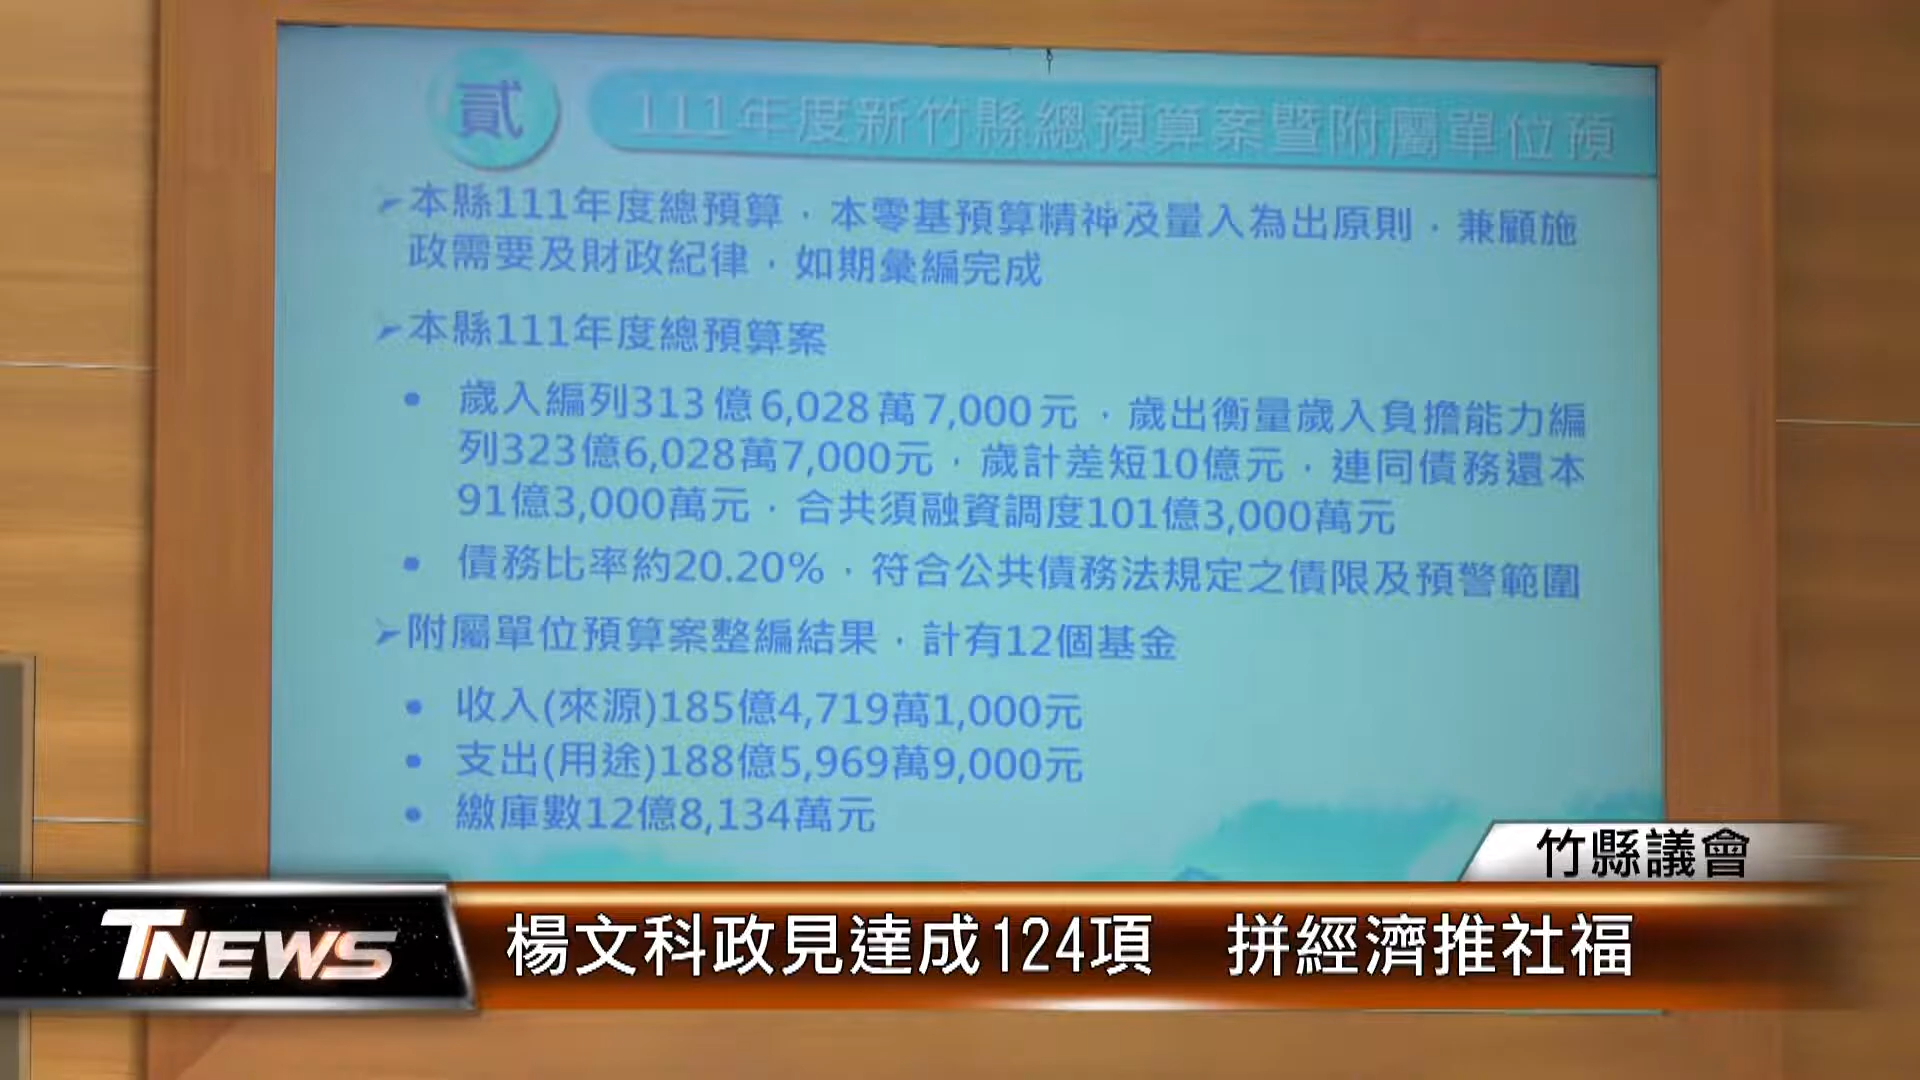 貳
111年度新竹縣總預算案暨附屬單位預
➢本縣111年度總預算，本零基預算精神及量入為出原則，兼顧施
政需要及財政紀律，如期彙編完成
➢本縣111年度總預算案
• 歲入編列313億6,028萬7,000元，歲出衡量歲入負擔能力編
列323億6,028萬7,000元，歲計差短10億元，連同債務還本
91億3,000萬元，合共須融資調度101億3,000萬元
• 債務比率約20.20%，符合公共債務法規定之債限及預警範圍
➢附屬單位預算案整編結果，計有12個基金
• 收入(來源)185億4,719萬1,000元
• 支出(用途)188億5,969萬9,000元
• 繳庫數12億8,134萬元
竹縣議會
TNEWS
楊文科政見達成124項 拼經濟推社福